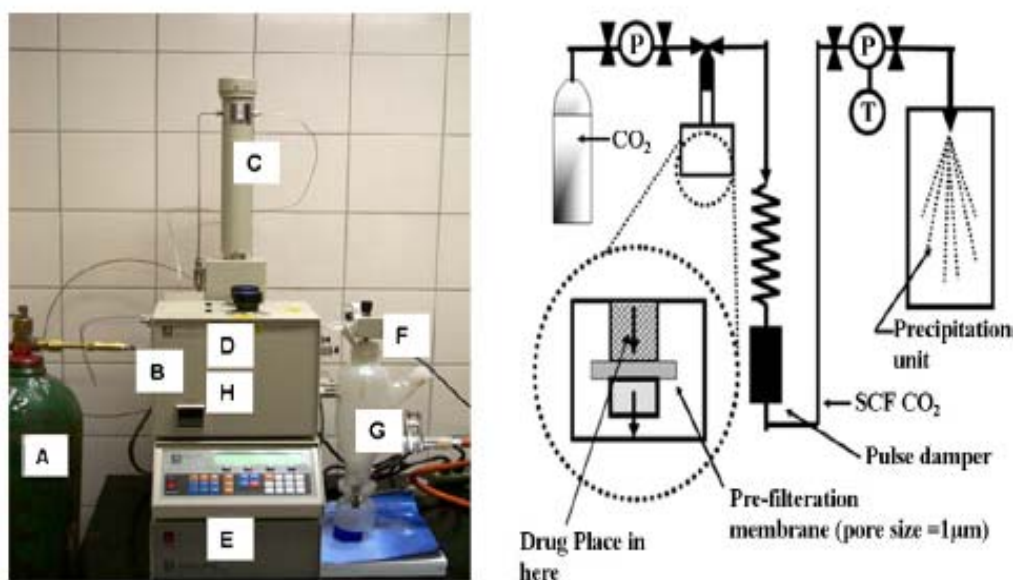 C
D
B
H
F
A
G
E
P
CO₂
P
T
Precipitation
unit
SCF CO₂
Pulse damper
Pre-filteration
membrane (pore size =1µm)
Drug Place in
here